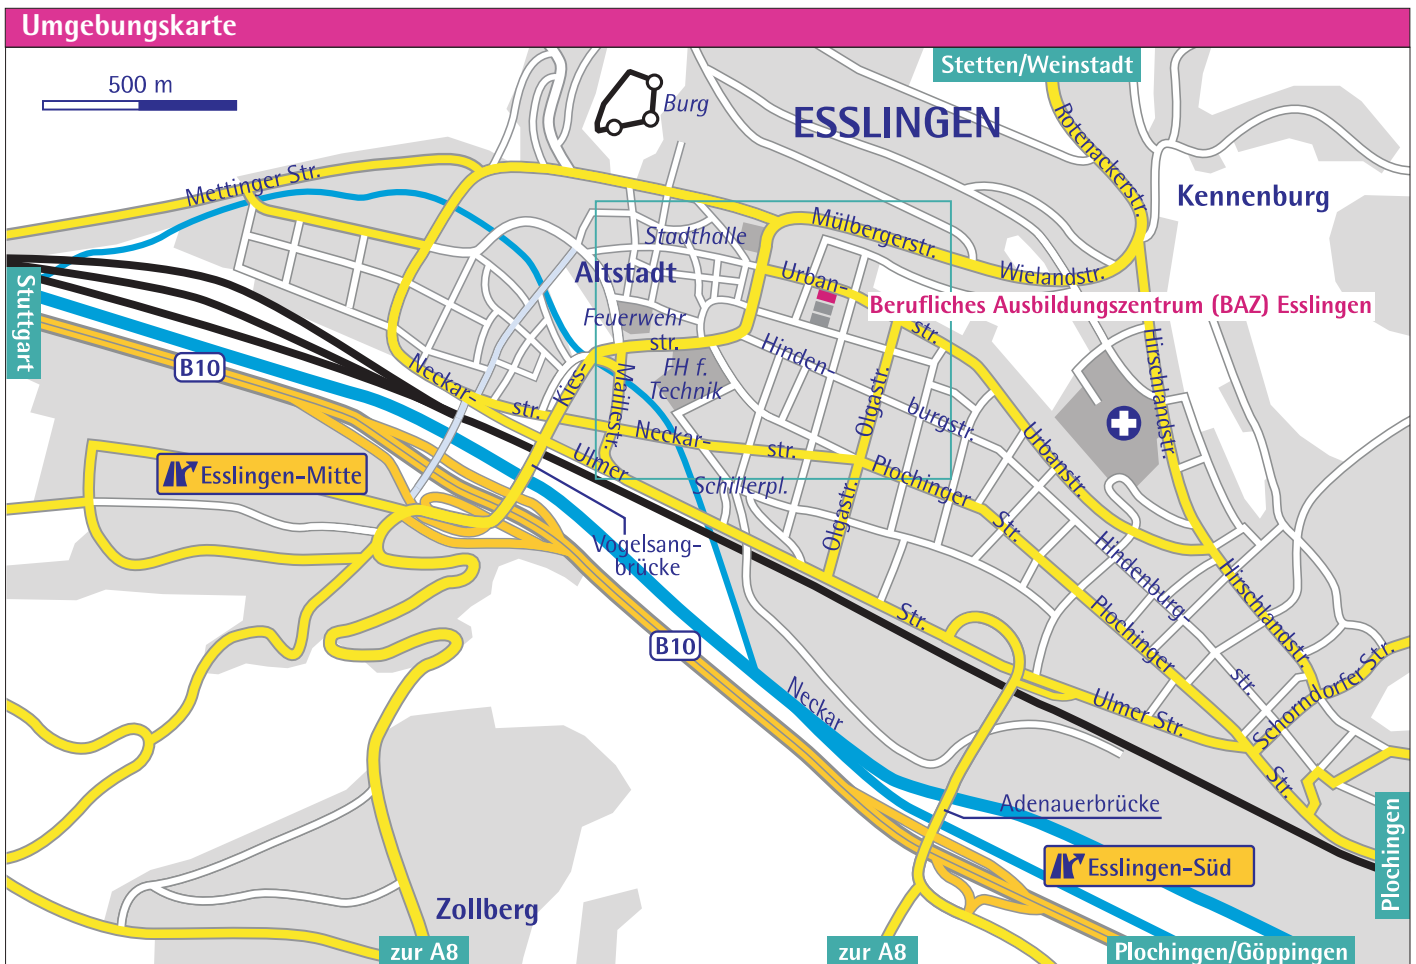 Umgebungskarte
500 m
Burg
ESSLINGEN
Stetten/Weinstadt
Rotenackerstr.
Kennenburg
Mettinger Str.
Stadthalle
Mülbergerstr.
Wielandstr.
Altstadt
Urban-
str.
Berufliches Ausbildungszentrum (BAZ) Esslingen
Stuttgart
Feuerwehr
B10
Neckar-
str.
Kies-
str.
Maillestr.
FH f.
Technik
Hinden-
burgstr.
Olgastr.
Hirschlandstr.
Neckar-
str.
Ulmer
Schillerpl.
Plochinger
Str.
Urbanstr.
Esslingen-Mitte
Olgastr.
Vogelsang-
brücke
Hindenburg-
str.
Hirschlandstr.
Str.
Plochinger
Str.
B10
Neckar
Ulmer Str.
Schorndorfer Str.
Adenauerbrücke
Esslingen-Süd
Plochingen
Zollberg
zur A8
zur A8
Plochingen/Göppingen